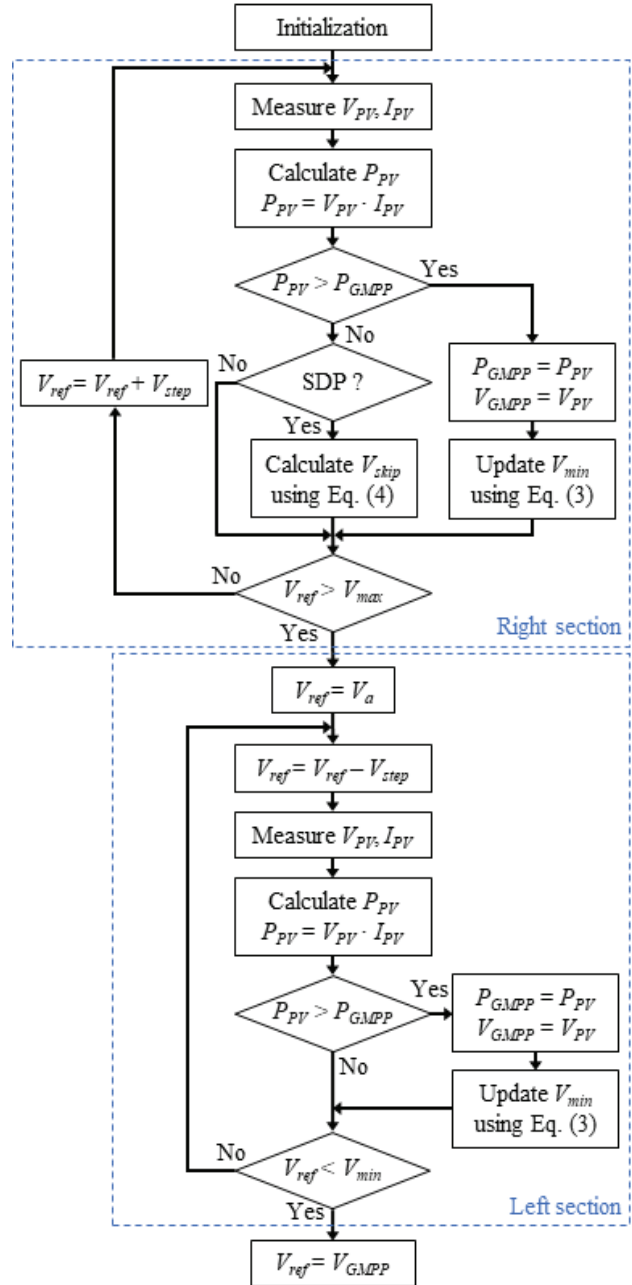 Initialization
Measure V_PV, I_PV
Calculate P_PV
P_PV = V_PV · I_PV
P_PV > P_GMPP
Yes
No
P_GMPP = P_PV
V_GMPP = V_PV
V_ref = V_ref + V_step
No
SDP ?
Yes
Calculate V_skip
using Eq. (4)
Update V_min
using Eq. (3)
No
V_ref > V_max
Yes
Right section
V_ref = V_a
V_ref = V_ref – V_step
Measure V_PV, I_PV
Calculate P_PV
P_PV = V_PV · I_PV
P_PV > P_GMPP
Yes
P_GMPP = P_PV
V_GMPP = V_PV
No
Update V_min
using Eq. (3)
No
V_ref < V_min
Yes
Left section
V_ref = V_GMPP